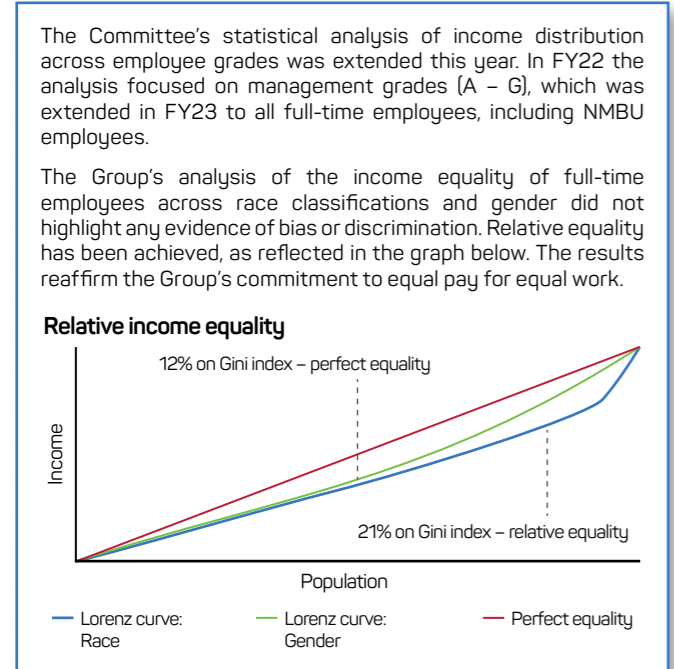 The Committee's statistical analysis of income distribution
across employee grades was extended this year. In FY22 the
analysis focused on management grades (A – G), which was
extended in FY23 to all full-time employees, including NMBU
employees.
The Group's analysis of the income equality of full-time
employees across race classifications and gender did not
highlight any evidence of bias or discrimination. Relative equality
has been achieved, as reflected in the graph below. The results
reaffirm the Group's commitment to equal pay for equal work.
Relative income equality
12% on Gini index – perfect equality
Income
21% on Gini index – relative equality
Population
Lorenz curve:
Race
Lorenz curve:
Gender
Perfect equality